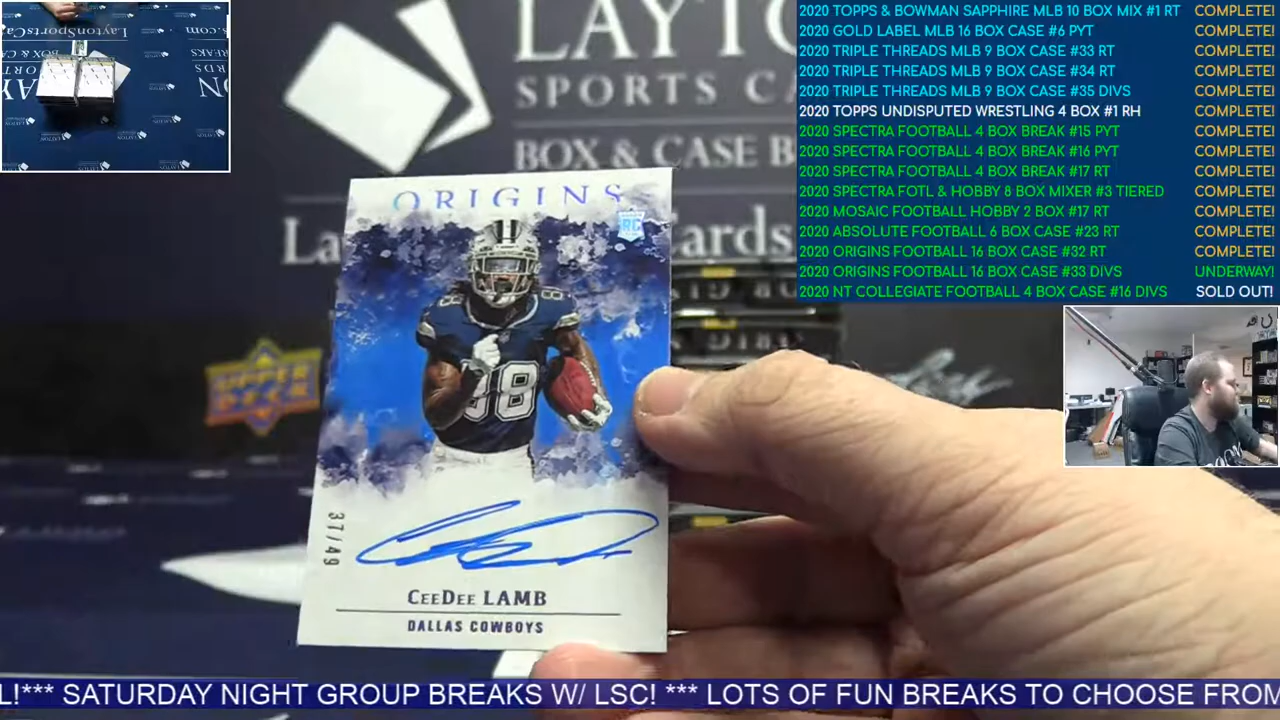 LaytonSportsCa
2020 TOPPS & BOWMAN SAPPHIRE MLB 10 BOX MIX #1 RT COMPLETE!
2020 GOLD LABEL MLB 16 BOX CASE #6 PYT COMPLETE!
2020 TRIPLE THREADS MLB 9 BOX CASE #33 RT COMPLETE!
2020 TRIPLE THREADS MLB 9 BOX CASE #34 RT COMPLETE!
2020 TRIPLE THREADS MLB 9 BOX CASE #35 DIVS COMPLETE!
2020 TOPPS UNDISPUTED WRESTLING 4 BOX #1 RH COMPLETE!
2020 SPECTRA FOOTBALL 4 BOX BREAK #15 PYT COMPLETE!
2020 SPECTRA FOOTBALL 4 BOX BREAK #16 PYT COMPLETE!
2020 SPECTRA FOOTBALL 4 BOX BREAK #17 RT COMPLETE!
2020 SPECTRA FOTL & HOBBY 8 BOX MIXER #3 TIERED COMPLETE!
2020 MOSAIC FOOTBALL HOBBY 2 BOX #17 RT COMPLETE!
2020 ABSOLUTE FOOTBALL 6 BOX CASE #23 RT COMPLETE!
2020 ORIGINS FOOTBALL 16 BOX CASE #32 RT COMPLETE!
2020 ORIGINS FOOTBALL 16 BOX CASE #33 DIVS UNDERWAY!
2020 NT COLLEGIATE FOOTBALL 4 BOX CASE #16 DIVS SOLD OUT!
LAYTO
SPORTS CA
BOX & CASE B
La
ards
UPPER
DECK
ORIGINS
RC
88
88
37/49
CEEDEE LAMB
DALLAS COWBOYS
L!*** SATURDAY NIGHT GROUP BREAKS W/ LSC! *** LOTS OF FUN BREAKS TO CHOOSE FROM